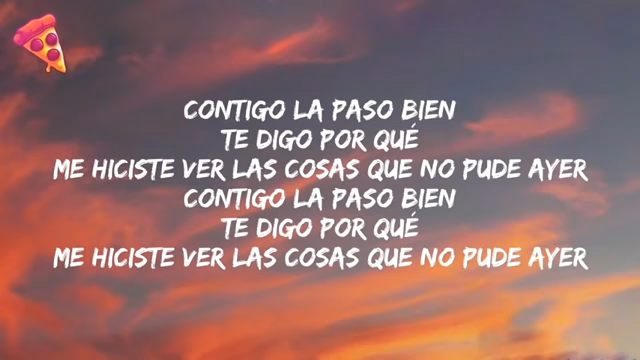 CONTIGO LA PASO BIEN
TE DIGO POR QUÉ
ME HICISTE VER LAS COSAS QUE NO PUDE AYER
CONTIGO LA PASO BIEN
TE DIGO POR QUÉ
ME HICISTE VER LAS COSAS QUE NO PUDE AYER